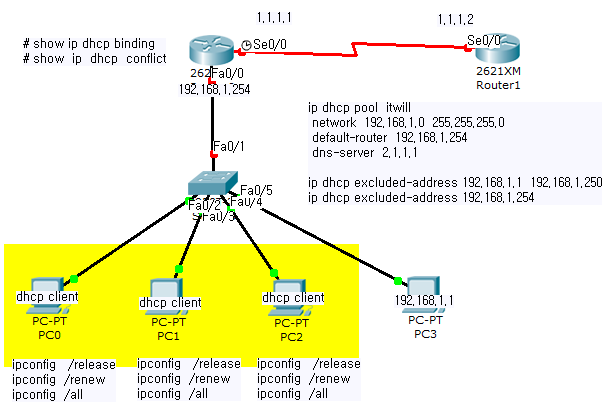 1.1.1.1
1.1.1.2
# show ip dhcp binding
# show ip dhcp conflict
Se0/0
Se0/0
262
Fa0/0
192.168.1.254
2621XM
Router1
ip dhcp pool itwill
network 192.168.1.0 255.255.255.0
default-router 192.168.1.254
dns-server 2.1.1.1
ip dhcp excluded-address 192.168.1.1 192.168.1.250
ip dhcp excluded-address 192.168.1.254
Fa0/1
Fa0/5
Fa0/4
Fa0/2
Fa0/3
dhcp client
PC-PT
PC0
dhcp client
PC-PT
PC1
dhcp client
PC-PT
PC2
192.168.1.1
PC-PT
PC3
ipconfig /release
ipconfig /renew
ipconfig /all
ipconfig /release
ipconfig /renew
ipconfig /all
ipconfig /release
ipconfig /renew
ipconfig /all